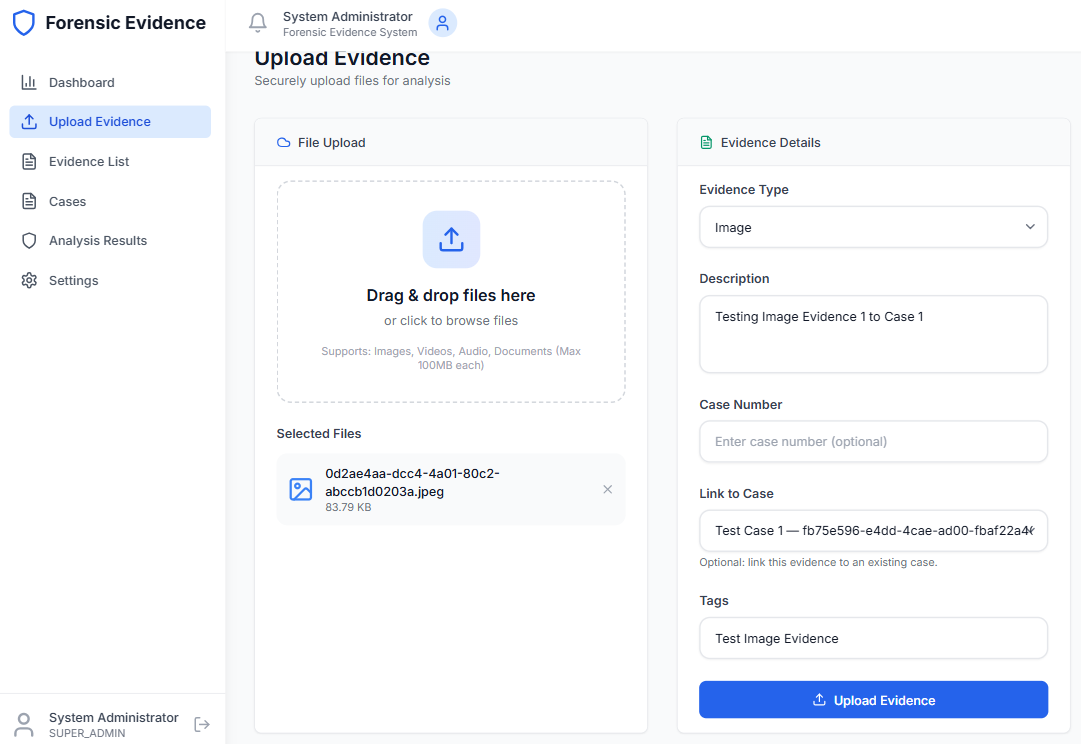 Forensic Evidence
System Administrator
Forensic Evidence System
Dashboard
Upload Evidence
Evidence List
Cases
Analysis Results
Settings
System Administrator
SUPER_ADMIN
Upload Evidence
Securely upload files for analysis
File Upload
Drag & drop files here
or click to browse files
Supports: Images, Videos, Audio, Documents (Max
100MB each)
Selected Files
0d2ae4aa-dcc4-4a01-80c2-
abccb1d0203a.jpeg
83.79 KB
Evidence Details
Evidence Type
Image
Description
Testing Image Evidence 1 to Case 1
Case Number
Enter case number (optional)
Link to Case
Test Case 1 — fb75e596-e4dd-4cae-ad00-fbaf22a4
Optional: link this evidence to an existing case.
Tags
Test Image Evidence
Upload Evidence